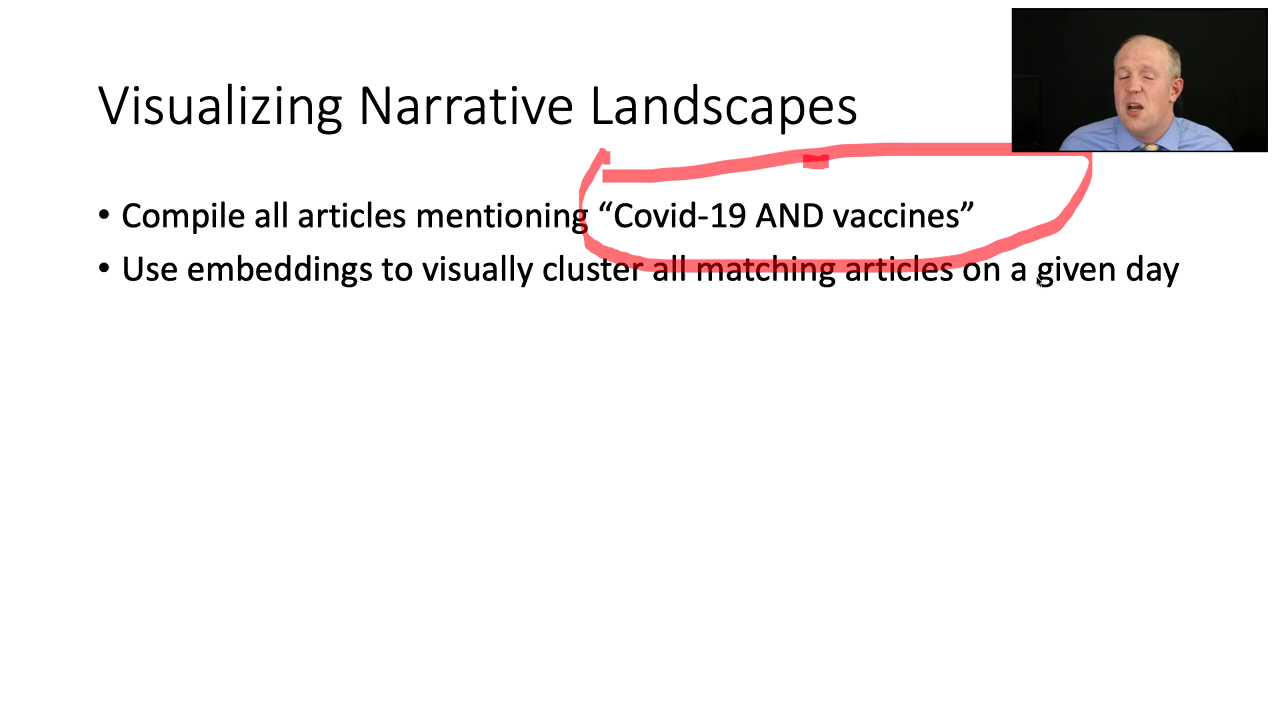 Visualizing Narrative Landscapes
• Compile all articles mentioning “Covid-19 AND vaccines”
• Use embeddings to visually cluster all matching articles on a given day